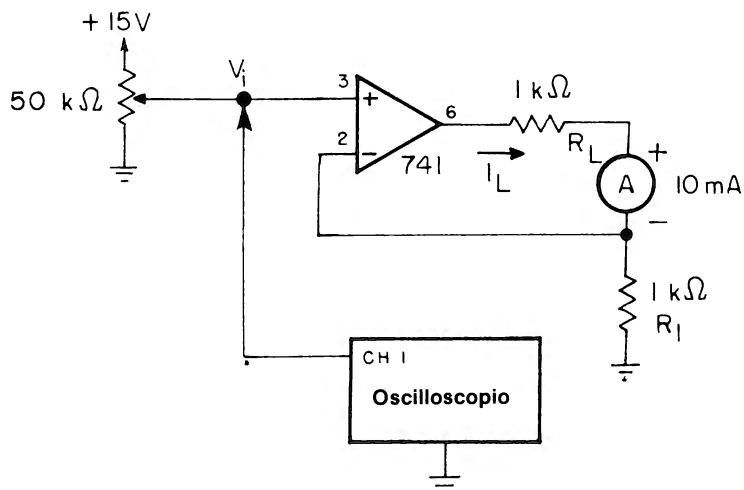 +15V
50 kΩ
Vi
3
+
2
−
6
741
1 kΩ
RL
IL
+
A
10 mA
−
1 kΩ
R1
CH 1
Oscilloscopio